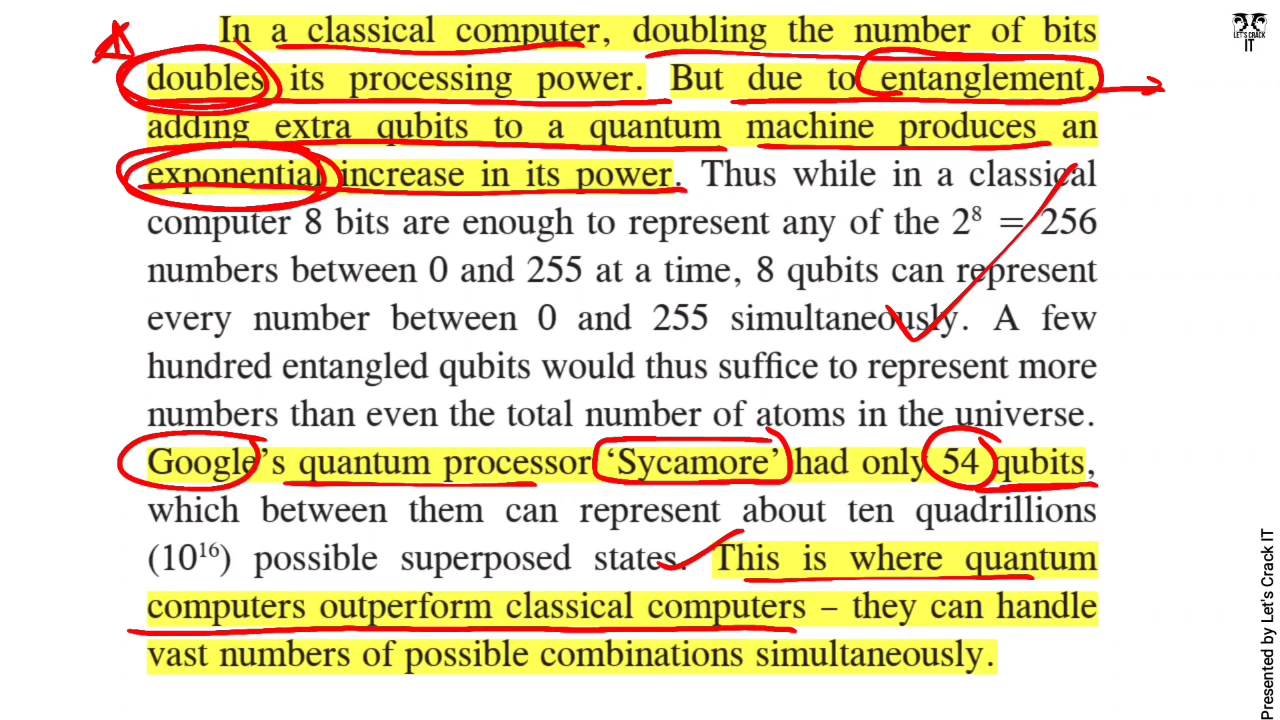 In a classical computer, doubling the number of bits
doubles its processing power. But due to entanglement,
adding extra qubits to a quantum machine produces an
exponential increase in its power. Thus while in a classical
computer 8 bits are enough to represent any of the 2⁸ = 256
numbers between 0 and 255 at a time, 8 qubits can represent
every number between 0 and 255 simultaneously. A few
hundred entangled qubits would thus suffice to represent more
numbers than even the total number of atoms in the universe.
Google's quantum processor 'Sycamore' had only 54 qubits,
which between them can represent about ten quadrillions
(10¹⁶) possible superposed states. This is where quantum
computers outperform classical computers – they can handle
vast numbers of possible combinations simultaneously.
LET'S CRACK
IT
Presented by Let's Crack IT